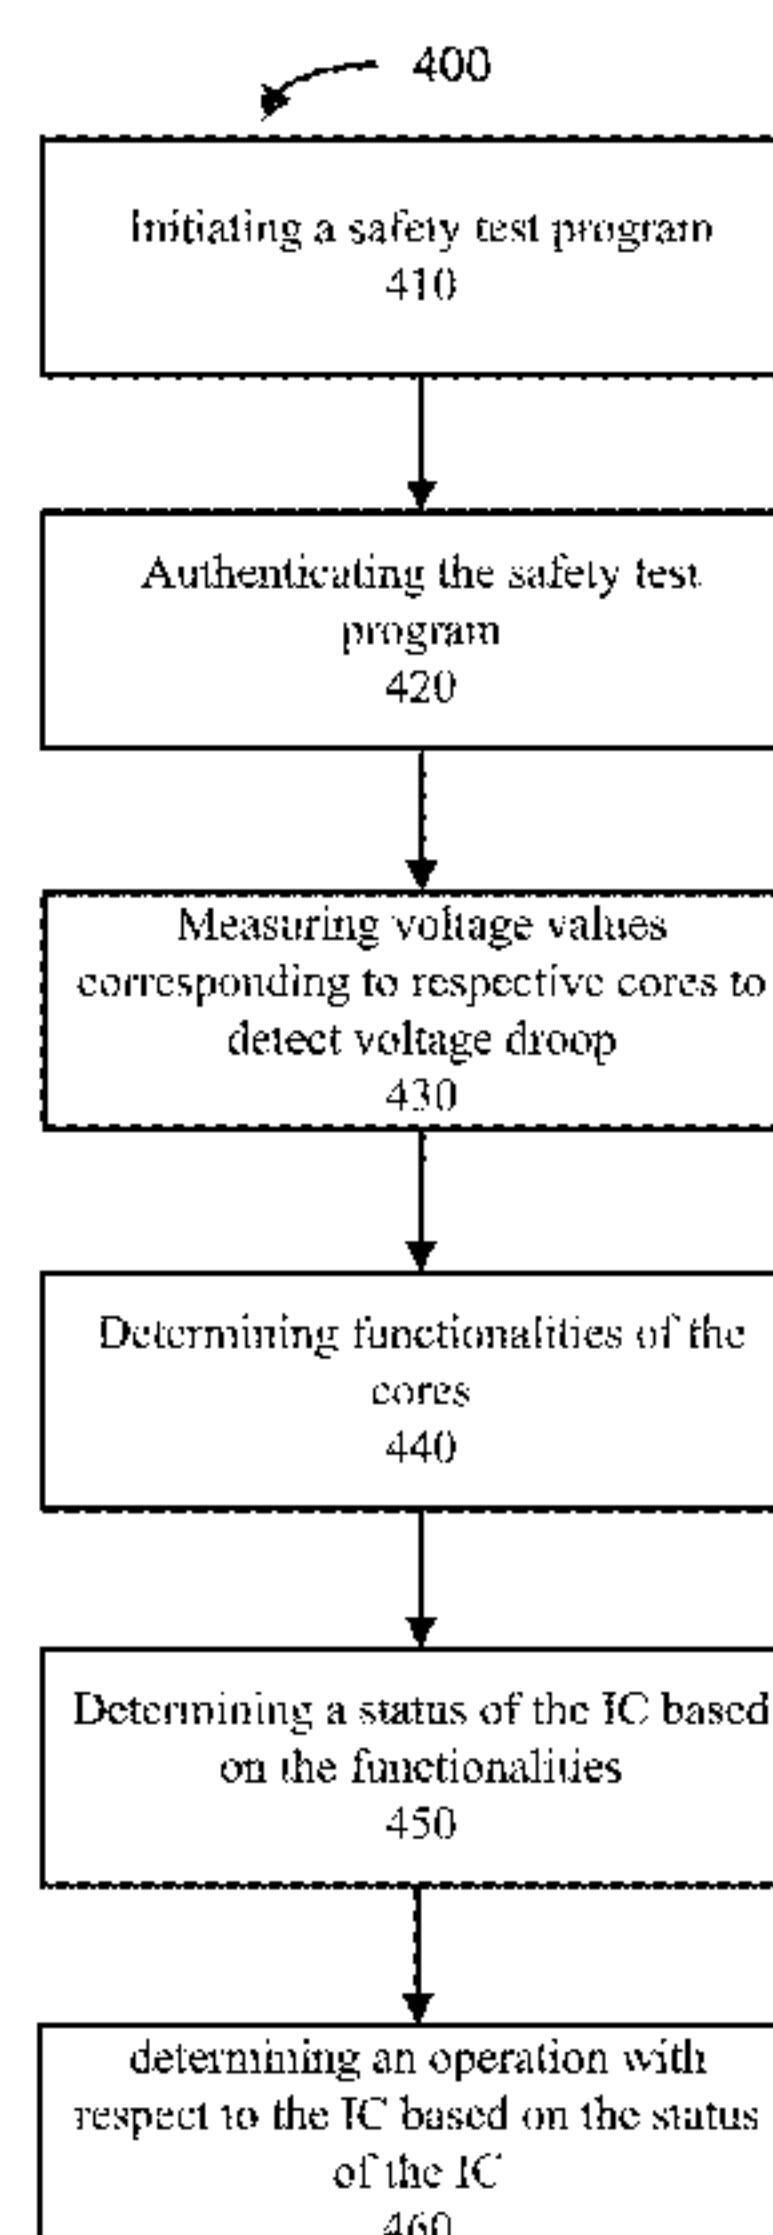 400
Initiating a safety test program
410
Authenticating the safety test
program
420
Measuring voltage values
corresponding to respective cores to
detect voltage droop
430
Determining functionalities of the
cores
440
Determining a status of the IC based
on the functionalities
450
determining an operation with
respect to the IC based on the status
of the IC
460